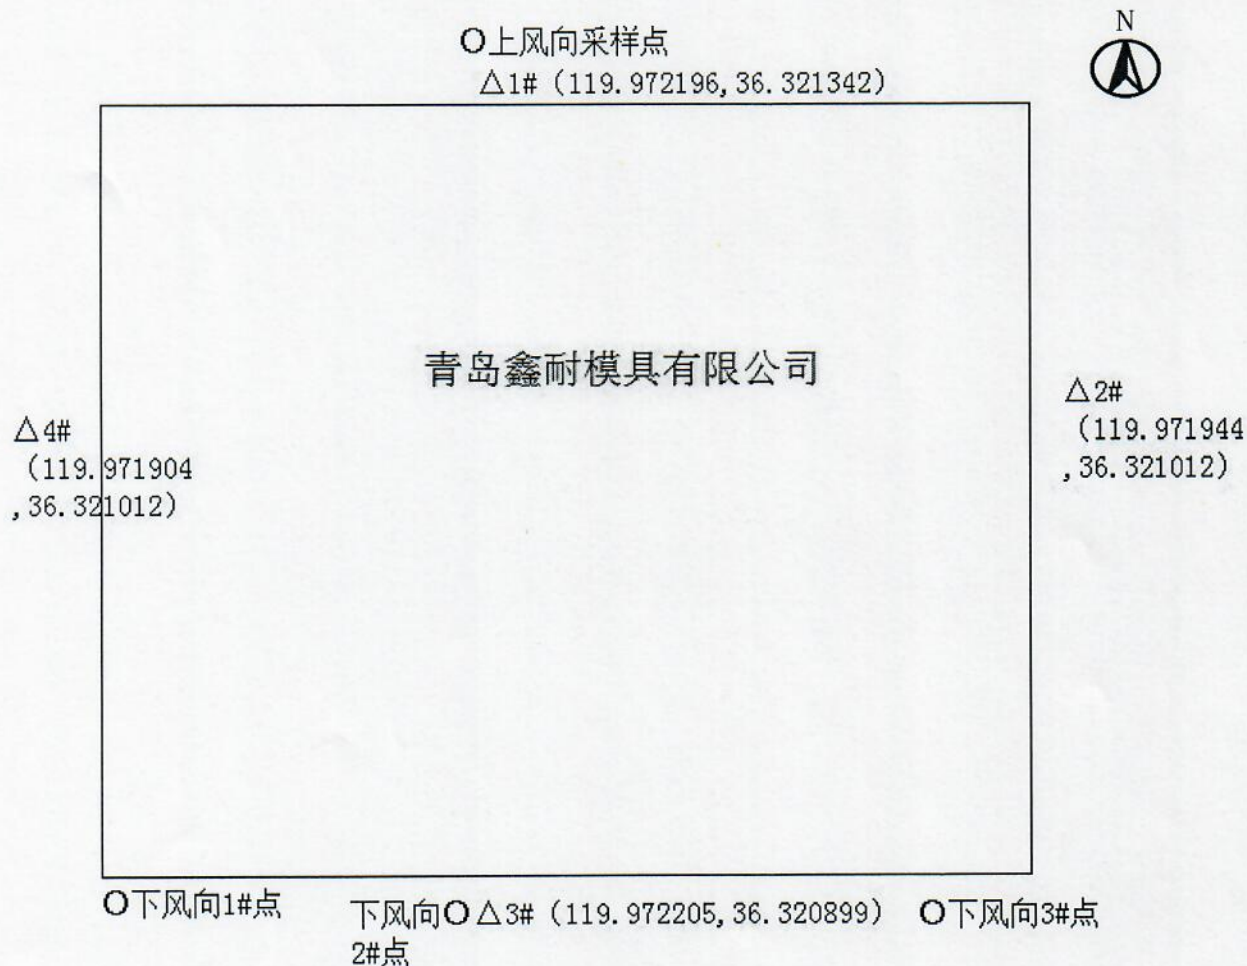 N
O上风向采样点
△1#（119.972196,36.321342）
青岛鑫耐模具有限公司
△2#
（119.971944
,36.321012）
△4#
（119.971904
,36.321012）
O下风向1#点
下风向O△3#（119.972205,36.320899）
2#点
O下风向3#点